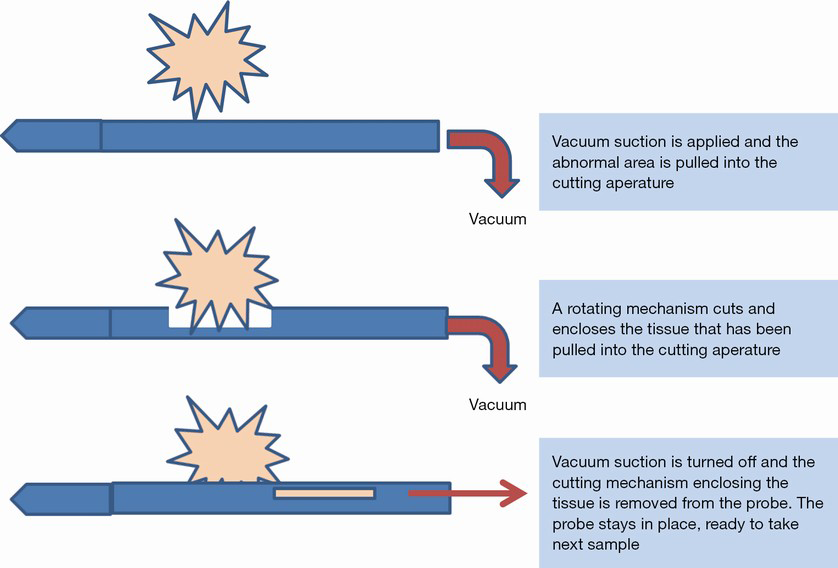 Vacuum suction is applied and the
abnormal area is pulled into the
cutting aperature
Vacuum
A rotating mechanism cuts and
encloses the tissue that has been
pulled into the cutting aperature
Vacuum
Vacuum suction is turned off and the
cutting mechanism enclosing the
tissue is removed from the probe. The
probe stays in place, ready to take
next sample